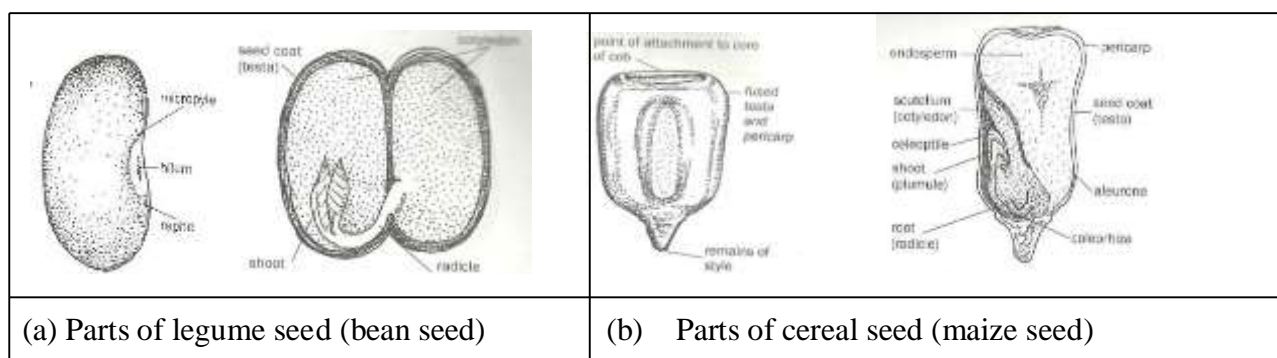 seed coat
(testa)
cotyledon
micropyle
hilum
raphe
shoot
radicle
point of attachment to core
of cob
fused
testa
and
pericarp
remains of
style
endosperm
pericarp
scutellum
(cotyledon)
seed coat
(testa)
coleoptile
shoot
(plumule)
aleurone
root
(radicle)
coleorhiza
(a) Parts of legume seed (bean seed)
(b) Parts of cereal seed (maize seed)